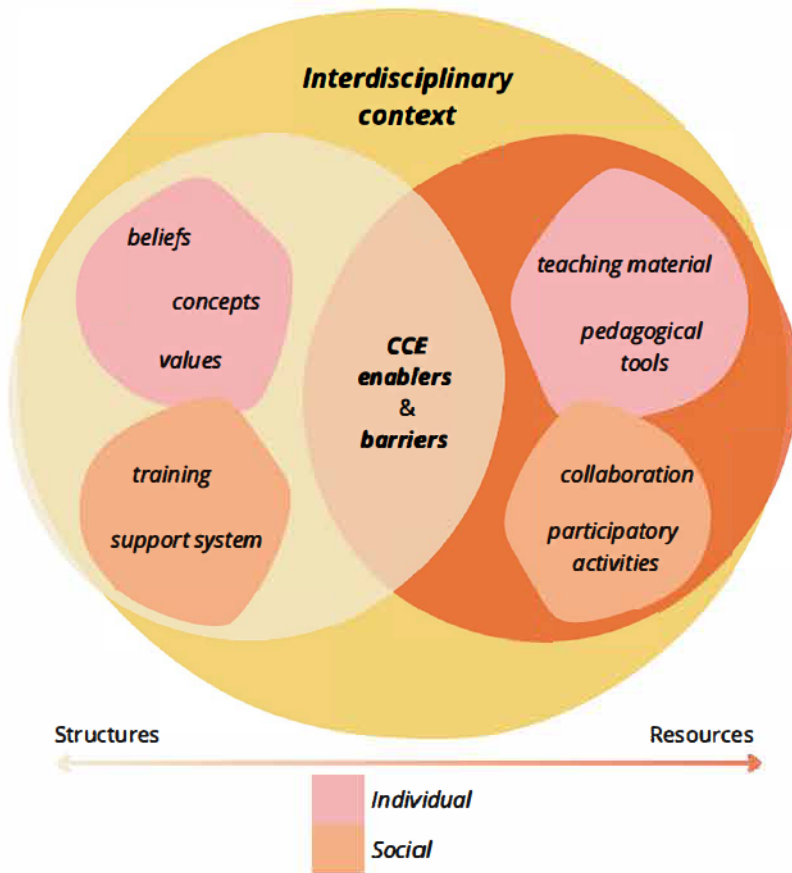 Interdisciplinary
context
beliefs
concepts
values
training
support system
CCE
enablers
&
barriers
teaching material
pedagogical
tools
collaboration
participatory
activities
Structures
Resources
Individual
Social